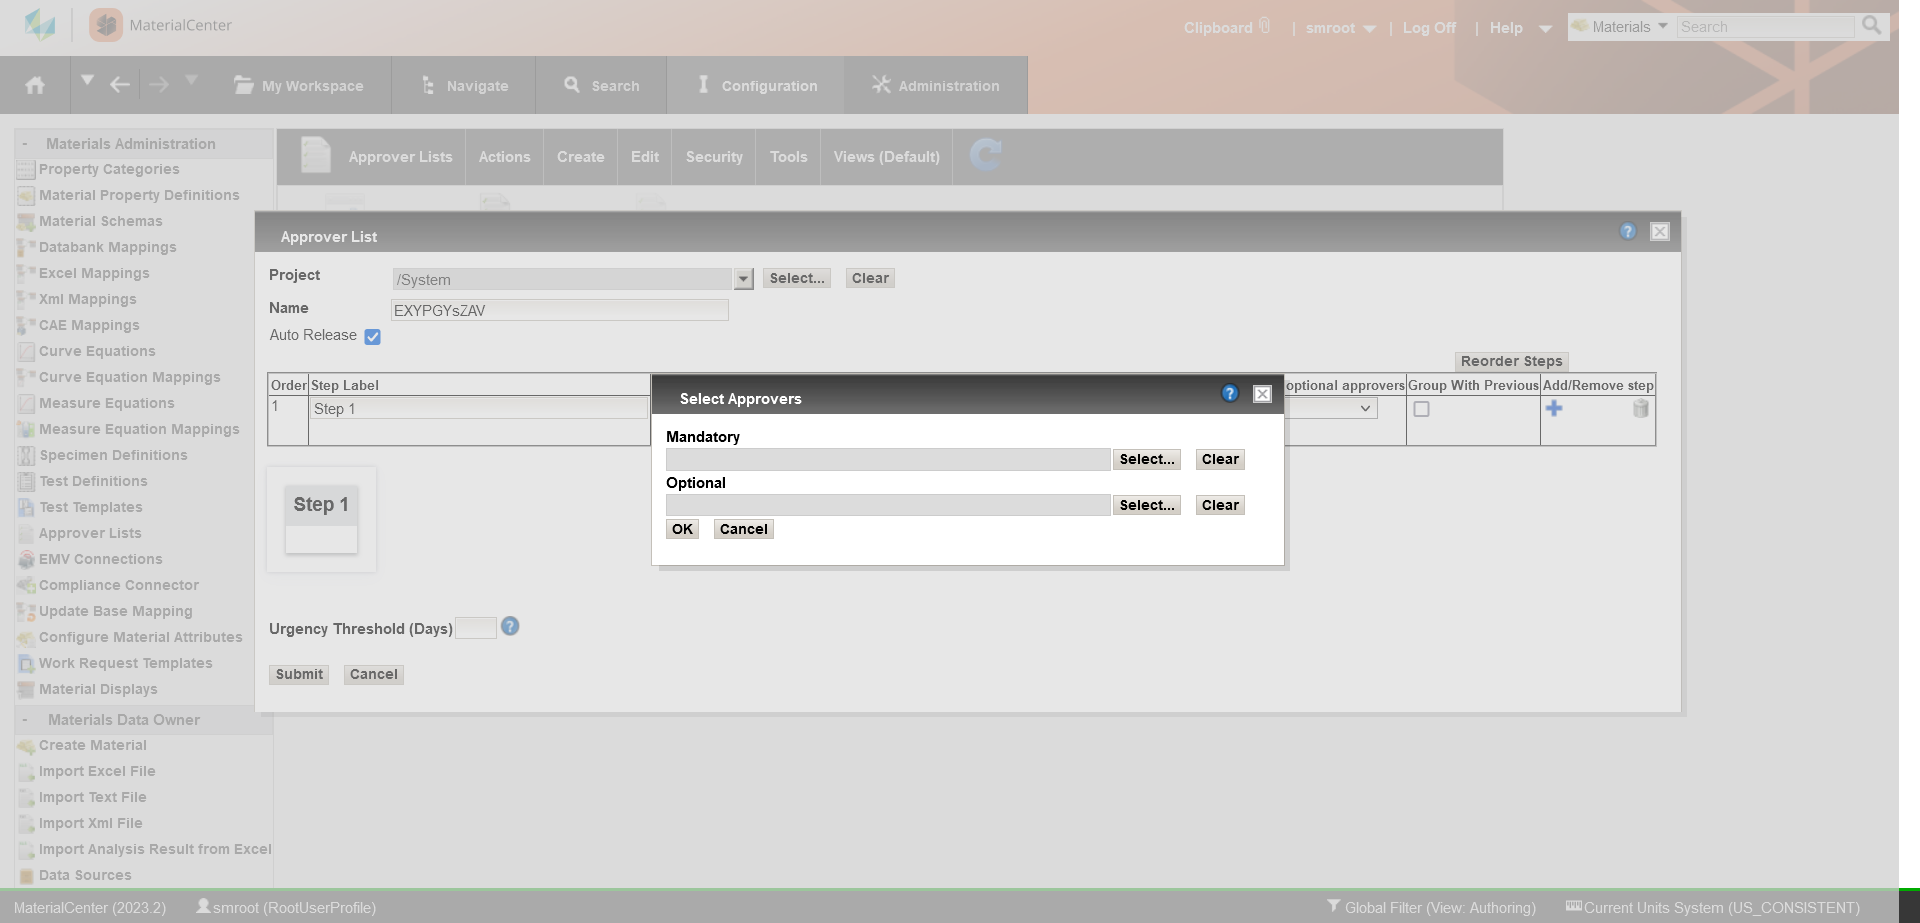 MaterialCenter
Clipboard | smroot | Log Off | Help Materials Search
My Workspace Navigate Search Configuration Administration
- Materials Administration
Property Categories
Material Property Definitions
Material Schemas
Databank Mappings
Excel Mappings
Xml Mappings
CAE Mappings
Curve Equations
Curve Equation Mappings
Measure Equations
Measure Equation Mappings
Specimen Definitions
Test Definitions
Test Templates
Approver Lists
EMV Connections
Compliance Connector
Update Base Mapping
Configure Material Attributes
Work Request Templates
Material Displays
- Materials Data Owner
Create Material
Import Excel File
Import Text File
Import Xml File
Import Analysis Result from Excel
Data Sources
Approver Lists Actions Create Edit Security Tools Views (Default)
Approver List ?
Project /System Select... Clear
Name EXYPGYsZAV
Auto Release
Reorder Steps
Order Step Label optional approvers Group With Previous Add/Remove step
1 Step 1
Select Approvers ?
Mandatory
Select... Clear
Optional
Select... Clear
OK Cancel
Step 1
Urgency Threshold (Days) ?
Submit Cancel
MaterialCenter (2023.2) smroot (RootUserProfile) Global Filter (View: Authoring) Current Units System (US_CONSISTENT)